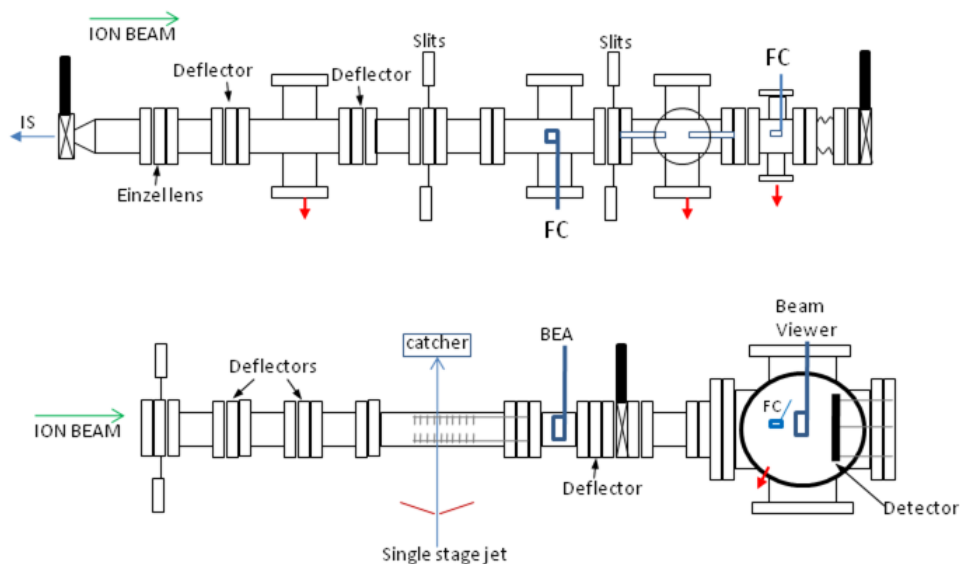 ION BEAM
Slits
Slits
Deflector
Deflector
FC
IS
Einzel lens
FC
Beam
Viewer
catcher
BEA
Deflectors
FC
ION BEAM
Deflector
Detector
Single stage jet